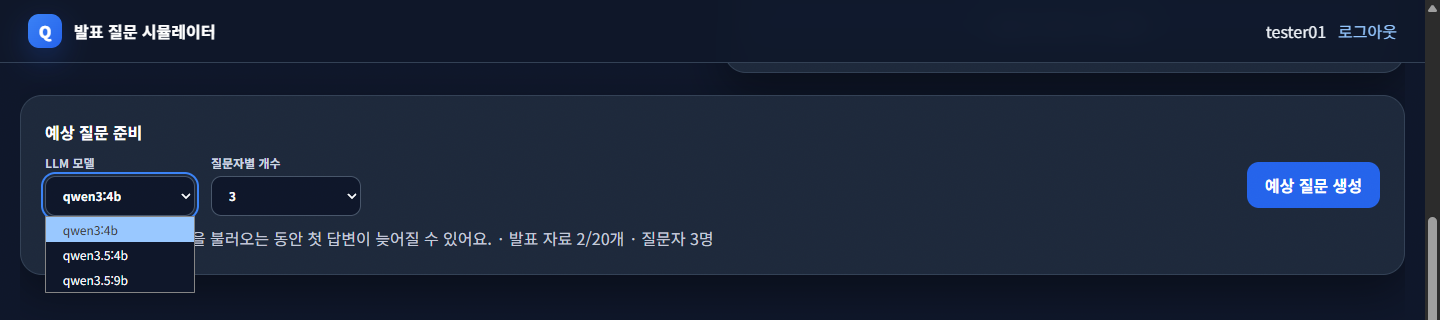 Q 발표 질문 시뮬레이터
tester01 로그아웃
예상 질문 준비
LLM 모델 질문자별 개수
qwen3:4b 3
예상 질문 생성
qwen3:4b
qwen3.5:4b
qwen3.5:9b
을 불러오는 동안 첫 답변이 늦어질 수 있어요. · 발표 자료 2/20개 · 질문자 3명